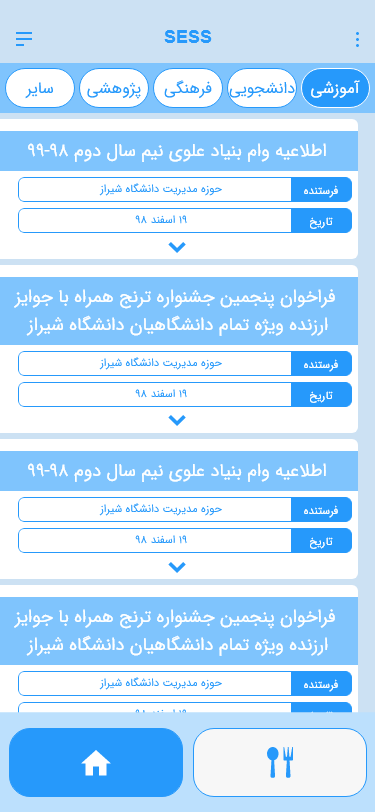 SESS
آموزشی
دانشجویی
فرهنگی
پژوهشی
سایر
اطلاعیه وام بنیاد علوی نیم سال دوم ۹۸-۹۹
فرستنده
حوزه مدیریت دانشگاه شیراز
تاریخ
۱۹ اسفند ۹۸
فراخوان پنجمین جشنواره ترنج همراه با جوایز
ارزنده ویژه تمام دانشگاهیان دانشگاه شیراز
فرستنده
حوزه مدیریت دانشگاه شیراز
تاریخ
۱۹ اسفند ۹۸
اطلاعیه وام بنیاد علوی نیم سال دوم ۹۸-۹۹
فرستنده
حوزه مدیریت دانشگاه شیراز
تاریخ
۱۹ اسفند ۹۸
فراخوان پنجمین جشنواره ترنج همراه با جوایز
ارزنده ویژه تمام دانشگاهیان دانشگاه شیراز
فرستنده
حوزه مدیریت دانشگاه شیراز